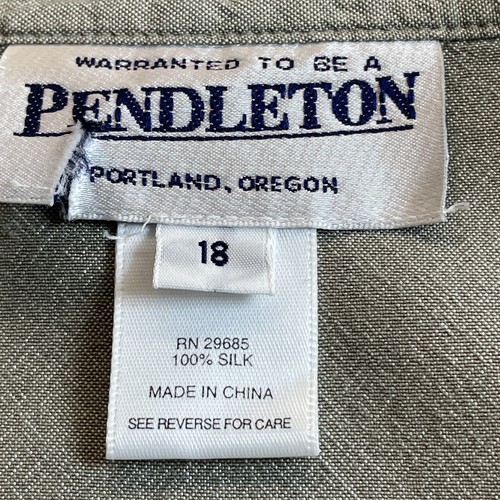 WARRANTED TO BE A
PENDLETON
PORTLAND, OREGON
18
RN 29685
100% SILK
MADE IN CHINA
SEE REVERSE FOR CARE